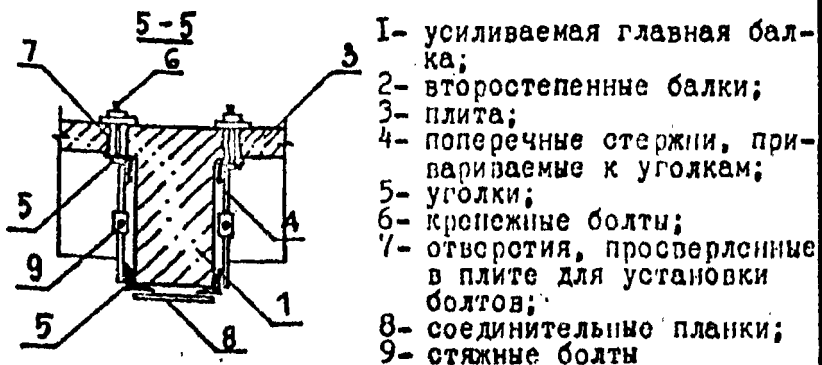 5-5
6
7
3
5
4
9
5
8
1
I- усиливаемая главная бал-
ка;
2- второстепенные балки;
3- плита;
4- поперечные стержни, при-
вариваемые к уголкам;
5- уголки;
6- крепежные болты;
7- отверстия, просверленные
в плите для установки
болтов;
8- соединительные планки;
9- стяжные болты